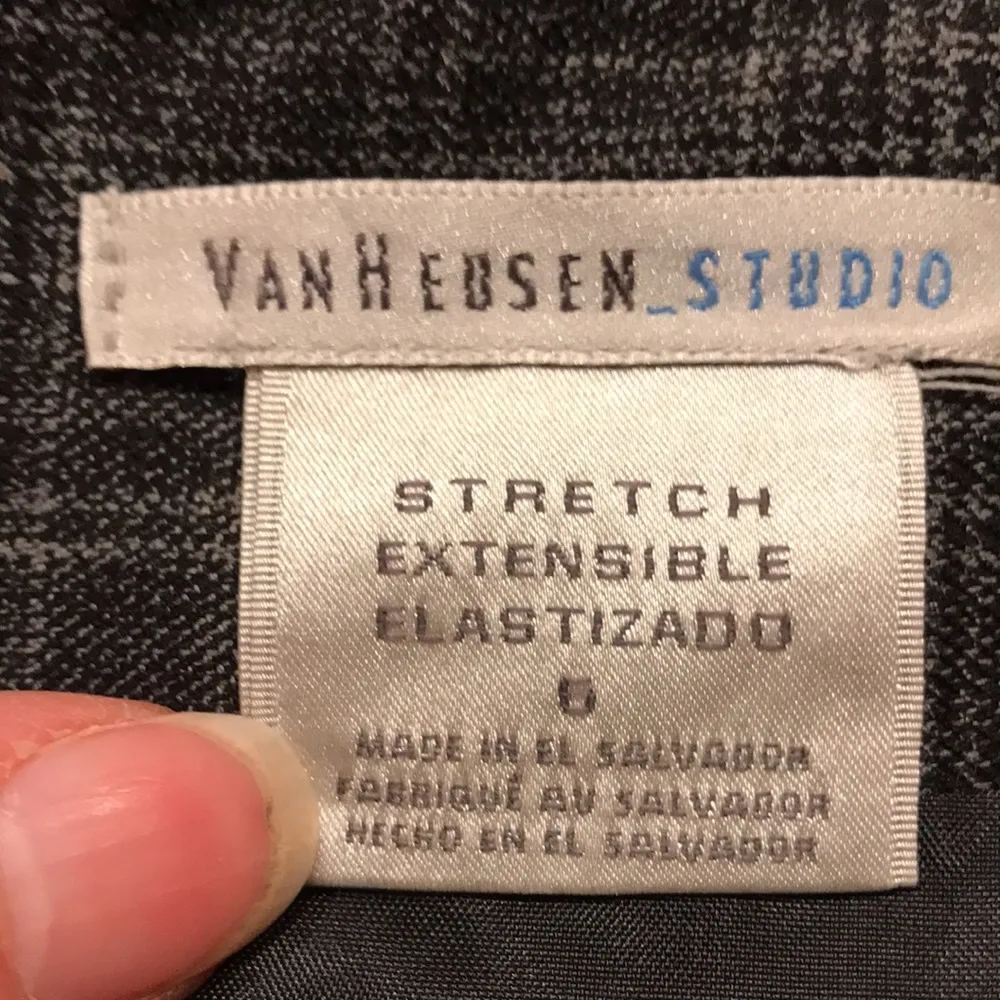 VANHEUSEN_STUDIO
STRETCH
EXTENSIBLE
ELASTIZADO
6
MADE IN EL SALVADOR
FABRIQUÉ AU SALVADOR
HECHO EN EL SALVADOR